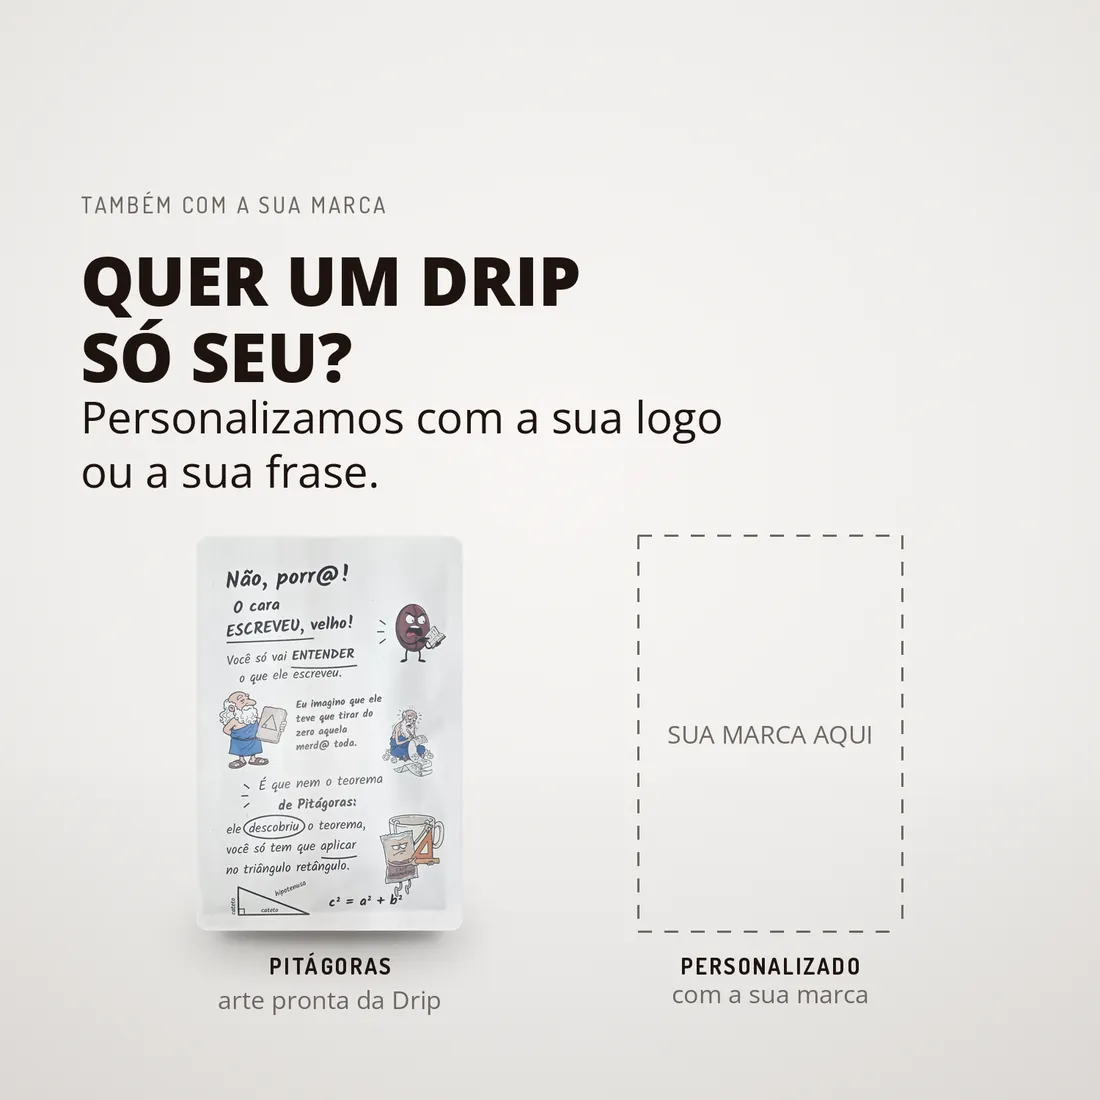 TAMBÉM COM A SUA MARCA
QUER UM DRIP
SÓ SEU?
Personalizamos com a sua logo
ou a sua frase.
Não, porr@!
O cara
ESCREVEU, velho!
Você só vai ENTENDER
o que ele escreveu.
Eu imagino que ele
teve que tirar do
zero aquela
merd@ toda.
É que nem o teorema
de Pitágoras:
ele descobriu o teorema,
você só tem que aplicar
no triângulo retângulo.
cateto
hipotenusa
cateto
c² = a² + b²
SUA MARCA AQUI
PITÁGORAS
arte pronta da Drip
PERSONALIZADO
com a sua marca